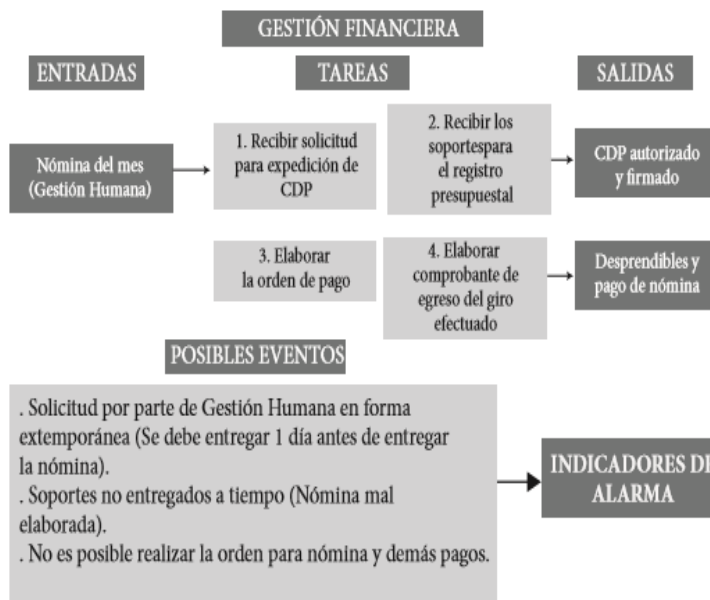 GESTIÓN FINANCIERA
ENTRADAS
TAREAS
SALIDAS
Nómina del mes
(Gestión Humana)
1. Recibir solicitud
para expedición de
CDP
2. Recibir los
soportespara
el registro
presupuestal
CDP autorizado
y firmado
3. Elaborar
la orden de pago
4. Elaborar
comprobante de
egreso del giro
efectuado
Desprendibles y
pago de nómina
POSIBLES EVENTOS
. Solicitud por parte de Gestión Humana en forma
extemporánea (Se debe entregar 1 día antes de entregar
la nómina).
. Soportes no entregados a tiempo (Nómina mal
elaborada).
. No es posible realizar la orden para nómina y demás pagos.
INDICADORES DE
ALARMA